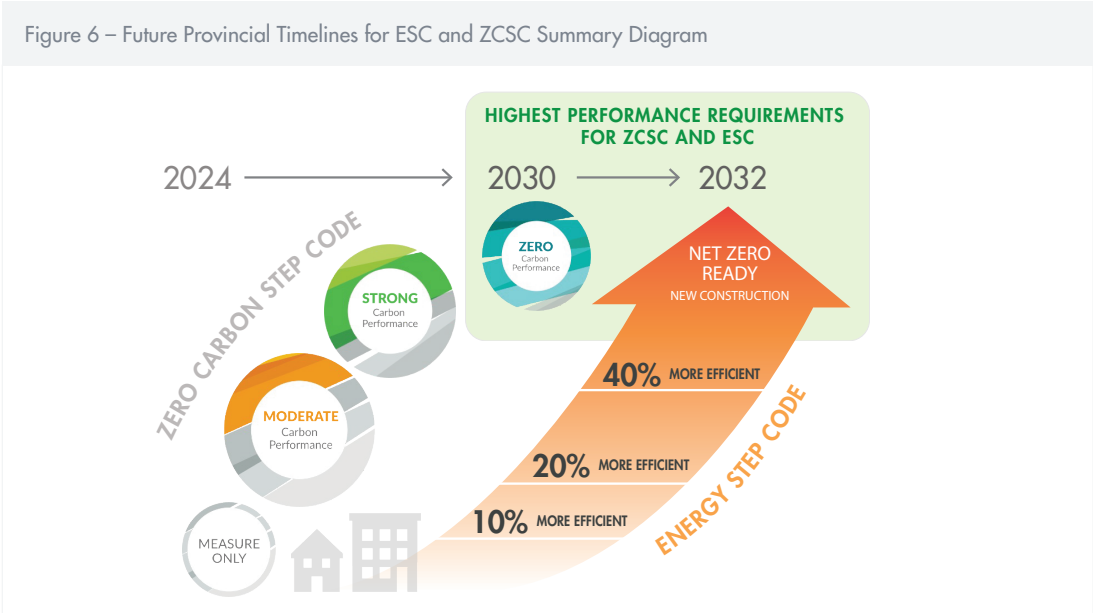 Figure 6 – Future Provincial Timelines for ESC and ZCSC Summary Diagram
HIGHEST PERFORMANCE REQUIREMENTS
FOR ZCSC AND ESC
2024
2030
2032
ZERO CARBON STEP CODE
ZERO
Carbon
Performance
NET ZERO
READY
NEW CONSTRUCTION
STRONG
Carbon
Performance
40% MORE EFFICIENT
MODERATE
Carbon
Performance
20% MORE EFFICIENT
ENERGY STEP CODE
10% MORE EFFICIENT
MEASURE
ONLY